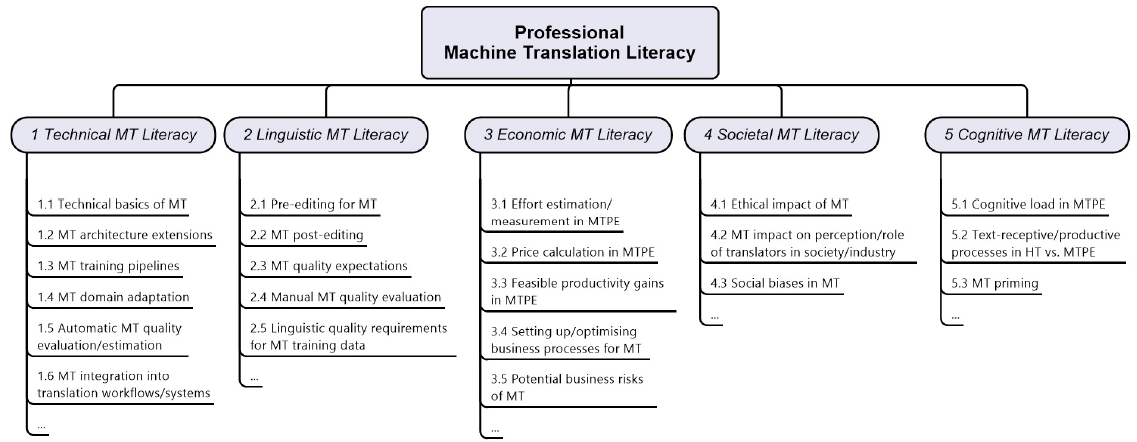 Professional
Machine Translation Literacy
1 Technical MT Literacy
1.1 Technical basics of MT
1.2 MT architecture extensions
1.3 MT training pipelines
1.4 MT domain adaptation
1.5 Automatic MT quality
evaluation/estimation
1.6 MT integration into
translation workflows/systems
...
2 Linguistic MT Literacy
2.1 Pre-editing for MT
2.2 MT post-editing
2.3 MT quality expectations
2.4 Manual MT quality evaluation
2.5 Linguistic quality requirements
for MT training data
...
3 Economic MT Literacy
3.1 Effort estimation/
measurement in MTPE
3.2 Price calculation in MTPE
3.3 Feasible productivity gains
in MTPE
3.4 Setting up/optimising
business processes for MT
3.5 Potential business risks
of MT
...
4 Societal MT Literacy
4.1 Ethical impact of MT
4.2 MT impact on perception/role
of translators in society/industry
4.3 Social biases in MT
...
5 Cognitive MT Literacy
5.1 Cognitive load in MTPE
5.2 Text-receptive/productive
processes in HT vs. MTPE
5.3 MT priming
...